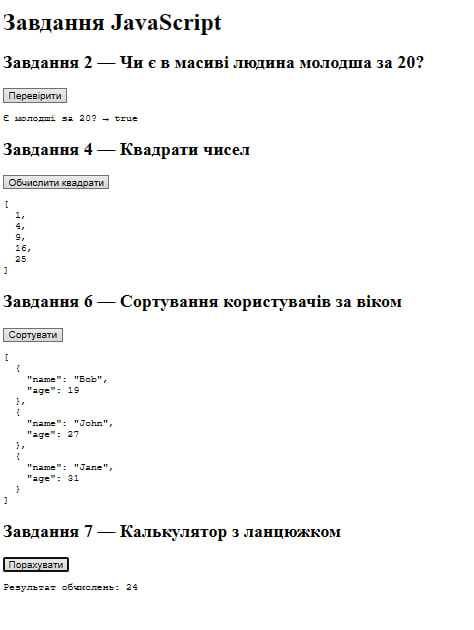 Завдання JavaScript
Завдання 2 — Чи є в масиві людина молодша за 20?
Перевірити
Є молодші за 20? → true
Завдання 4 — Квадрати чисел
Обчислити квадрати
[
  1,
  4,
  9,
  16,
  25
]
Завдання 6 — Сортування користувачів за віком
Сортувати
[
  {
    "name": "Bob",
    "age": 19
  },
  {
    "name": "John",
    "age": 27
  },
  {
    "name": "Jane",
    "age": 31
  }
]
Завдання 7 — Калькулятор з ланцюжком
Порахувати
Результат обчислень: 24